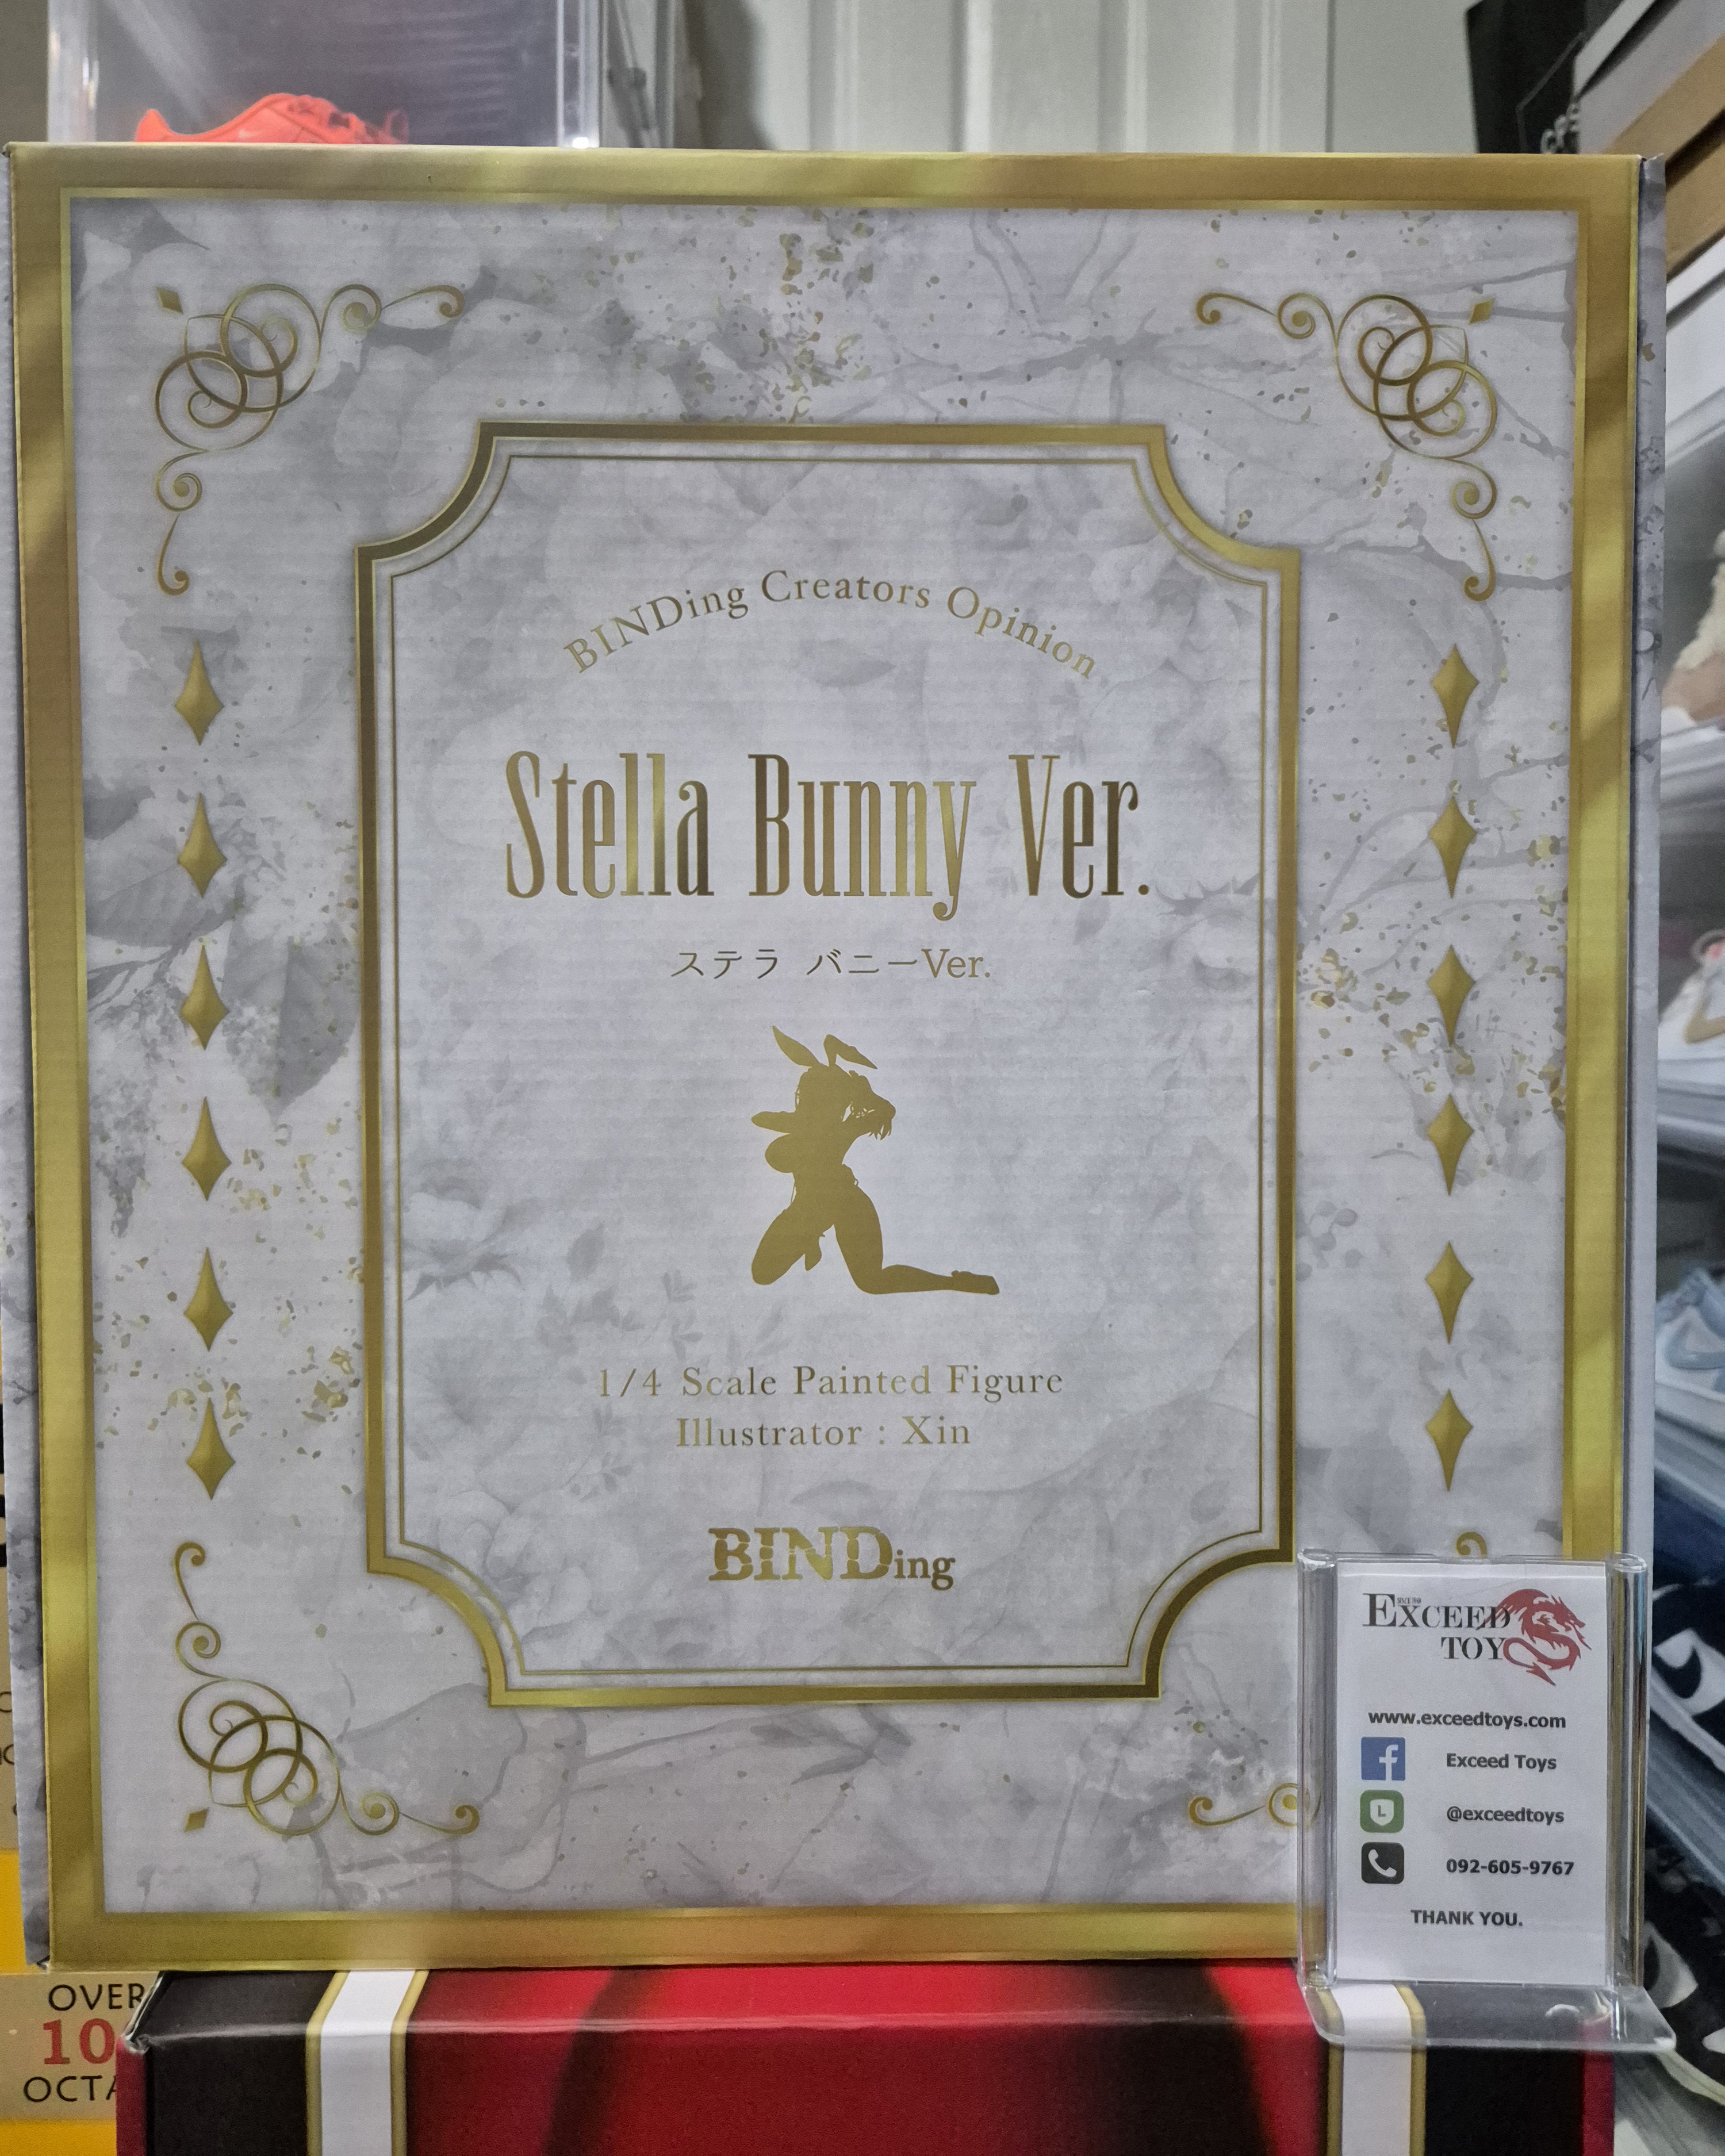 BINDing Creators Opinion
Stella Bunny Ver.
ステラ バニーVer.
1/4 Scale Painted Figure
Illustrator : Xin
BINDing
EXCEED
TOY
www.exceedtoys.com
Exceed Toys
L
@exceedtoys
092-605-9767
THANK YOU.
OVER
10
OCTA